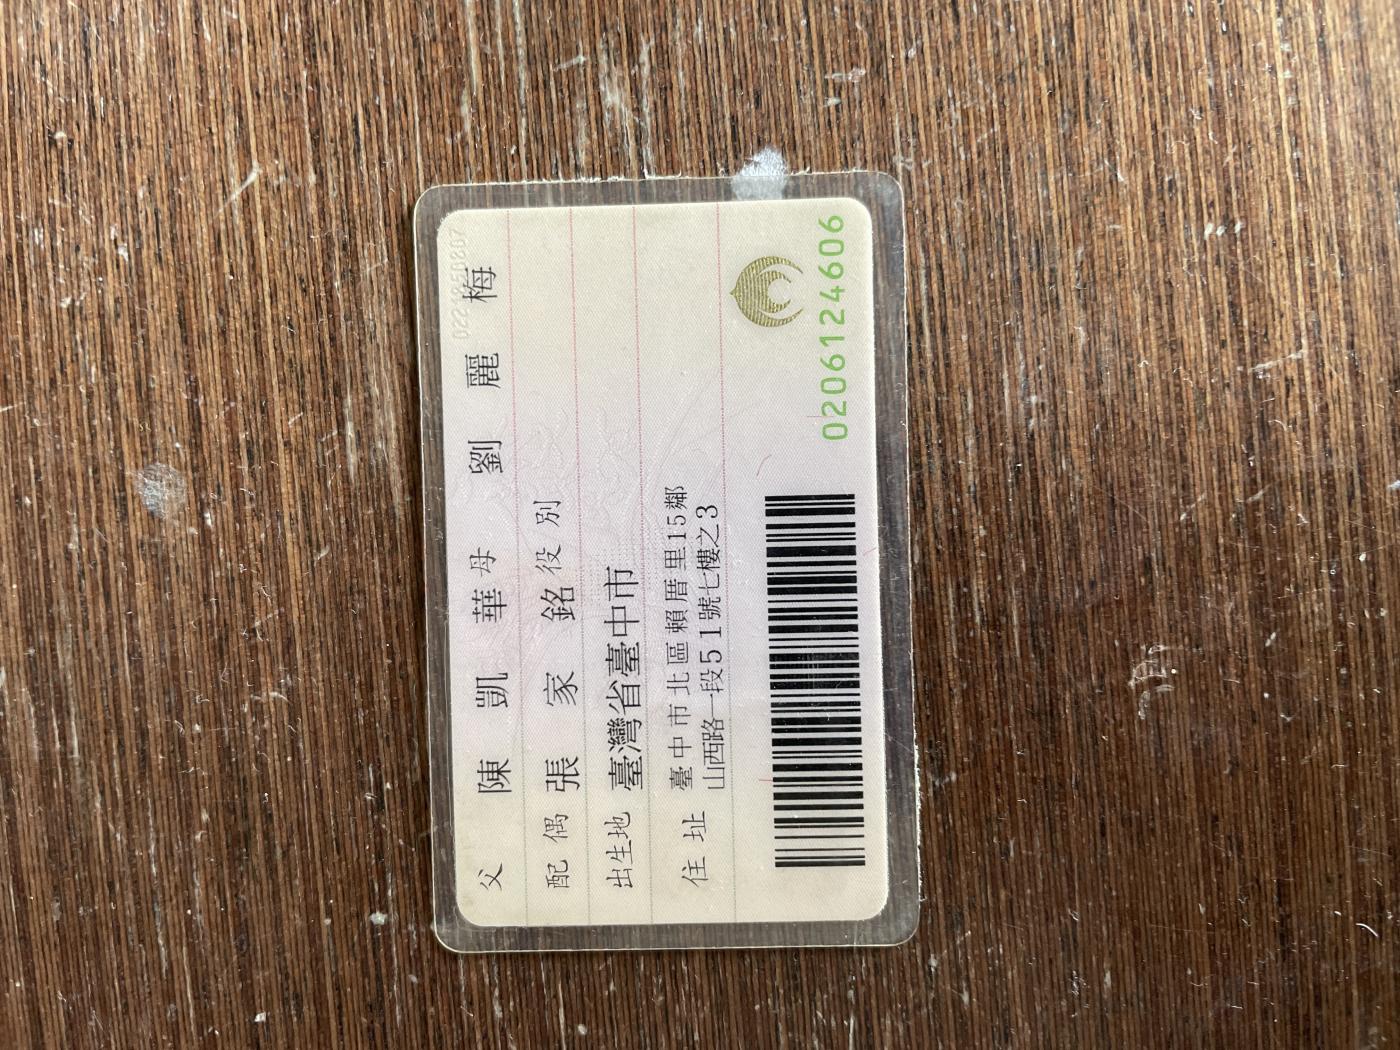 父 陳凱華 母 劉麗梅
配偶 張家銘 役別
出生地 臺灣省臺中市
住址 臺中市北區賴厝里15鄰
山西路一段51號七樓之3
0206124606